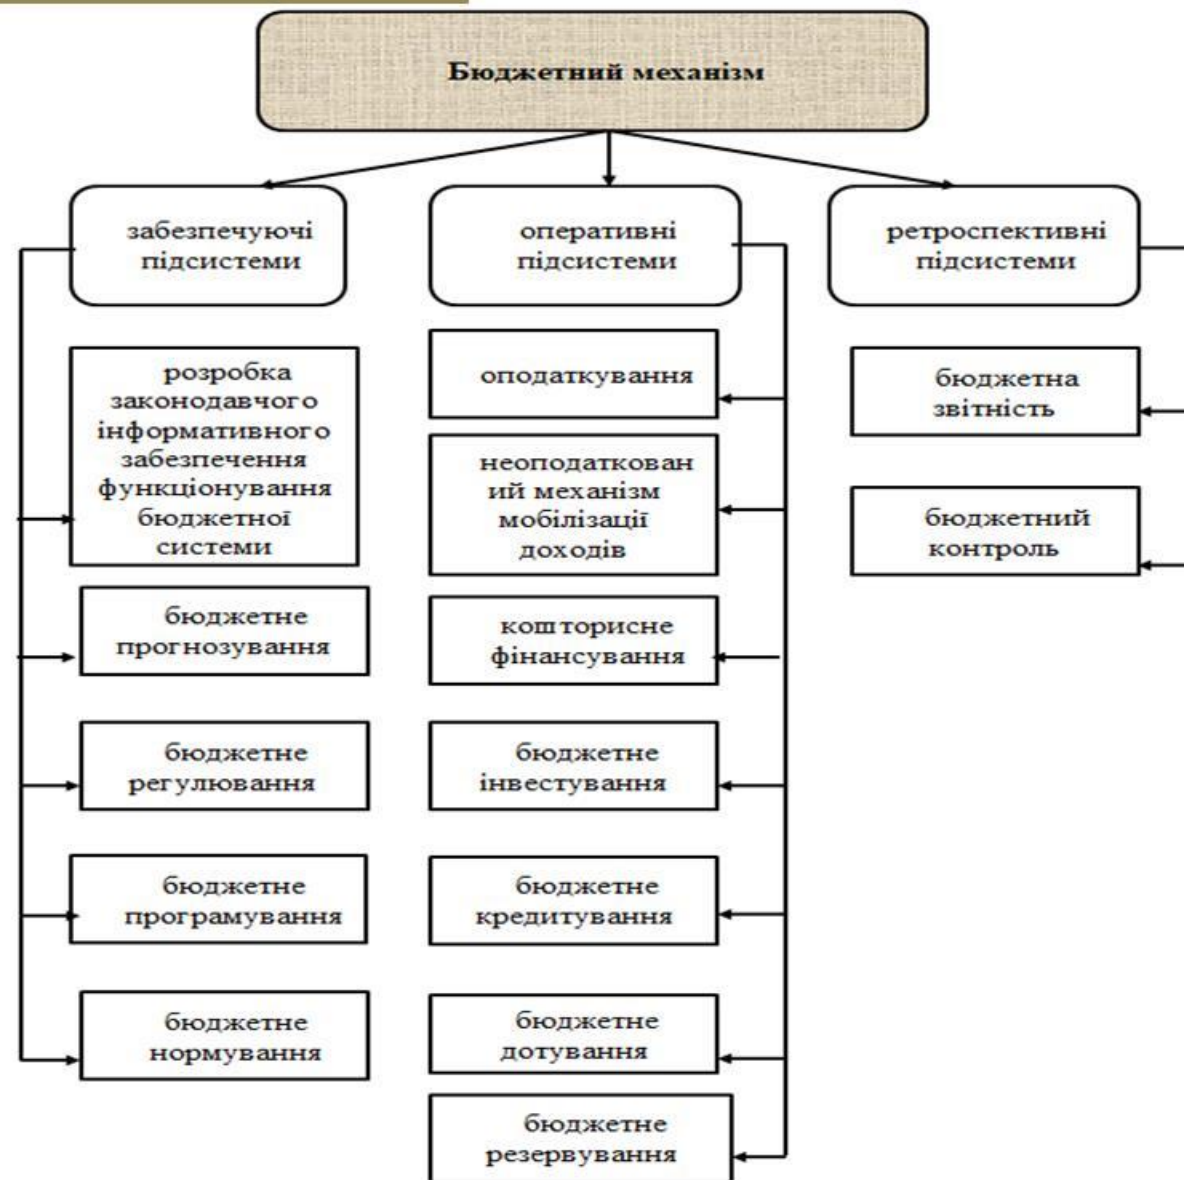 Бюджетний механізм
забезпечуючі
підсистеми
розробка
законодавчого
інформативного
забезпечення
функціонування
бюджетної
системи
бюджетне
прогнозування
бюджетне
регулювання
бюджетне
програмування
бюджетне
нормування
оперативні
підсистеми
оподаткування
неоподаткован
ий механізм
мобілізації
доходів
кошторисне
фінансування
бюджетне
інвестування
бюджетне
кредитування
бюджетне
дотування
бюджетне
резервування
ретроспективні
підсистеми
бюджетна
звітність
бюджетний
контроль